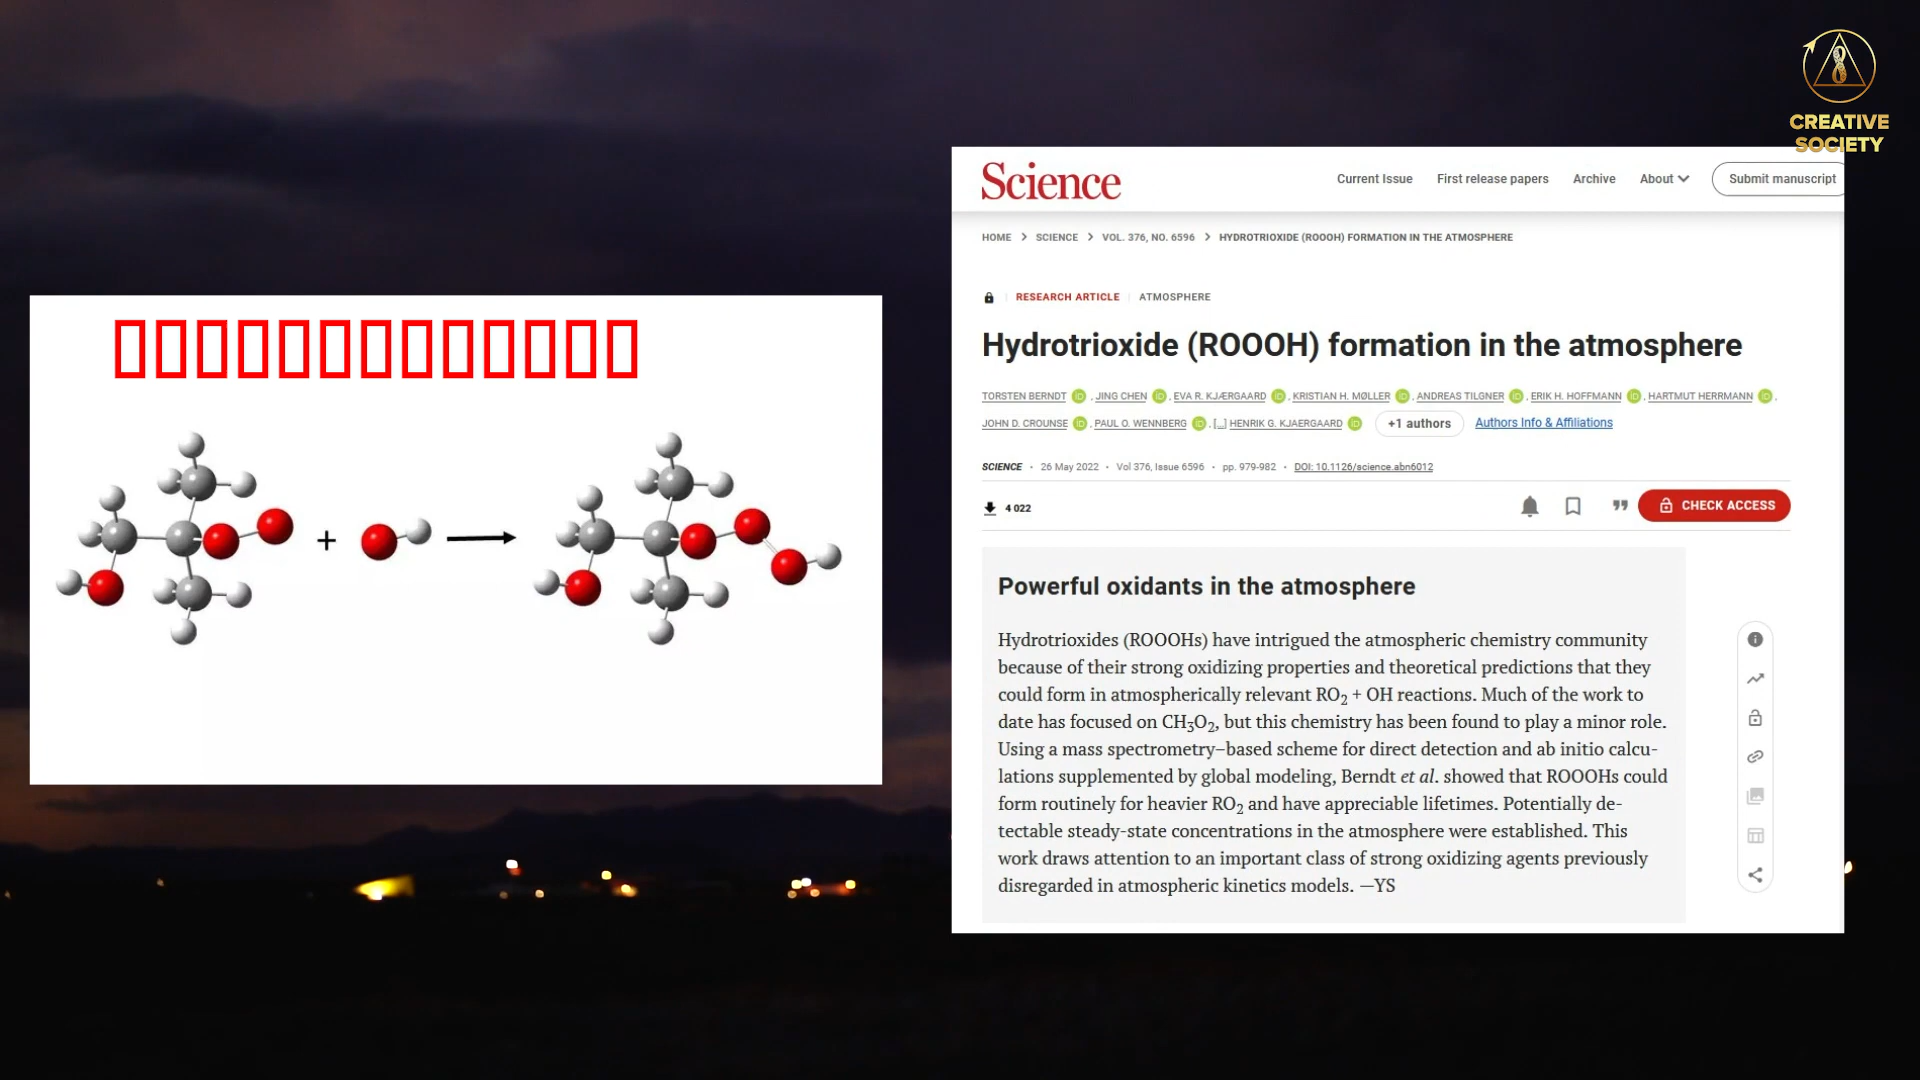 CREATIVE
SOCIETY
Science
Current Issue First release papers Archive About Submit manuscript
HOME > SCIENCE > VOL. 376, NO. 6596 > HYDROTRIOXIDE (ROOOH) FORMATION IN THE ATMOSPHERE
RESEARCH ARTICLE | ATMOSPHERE
Hydrotrioxide (ROOOH) formation in the atmosphere
TORSTEN BERNDT, JING CHEN, EVA R. KJÆRGAARD, KRISTIAN H. MØLLER, ANDREAS TILGNER, ERIK H. HOFFMANN, HARTMUT HERRMANN,
JOHN D. CROUNSE, PAUL O. WENNBERG, [...] HENRIK G. KJAERGAARD +1 authors Authors Info & Affiliations
SCIENCE · 26 May 2022 · Vol 376, Issue 6596 · pp. 979-982 · DOI: 10.1126/science.abn6012
4 022 CHECK ACCESS
Powerful oxidants in the atmosphere
Hydrotrioxides (ROOOHs) have intrigued the atmospheric chemistry community
because of their strong oxidizing properties and theoretical predictions that they
could form in atmospherically relevant RO₂ + OH reactions. Much of the work to
date has focused on CH₃O₂, but this chemistry has been found to play a minor role.
Using a mass spectrometry–based scheme for direct detection and ab initio calcu-
lations supplemented by global modeling, Berndt et al. showed that ROOOHs could
form routinely for heavier RO₂ and have appreciable lifetimes. Potentially de-
tectable steady-state concentrations in the atmosphere were established. This
work draws attention to an important class of strong oxidizing agents previously
disregarded in atmospheric kinetics models. —YS
+